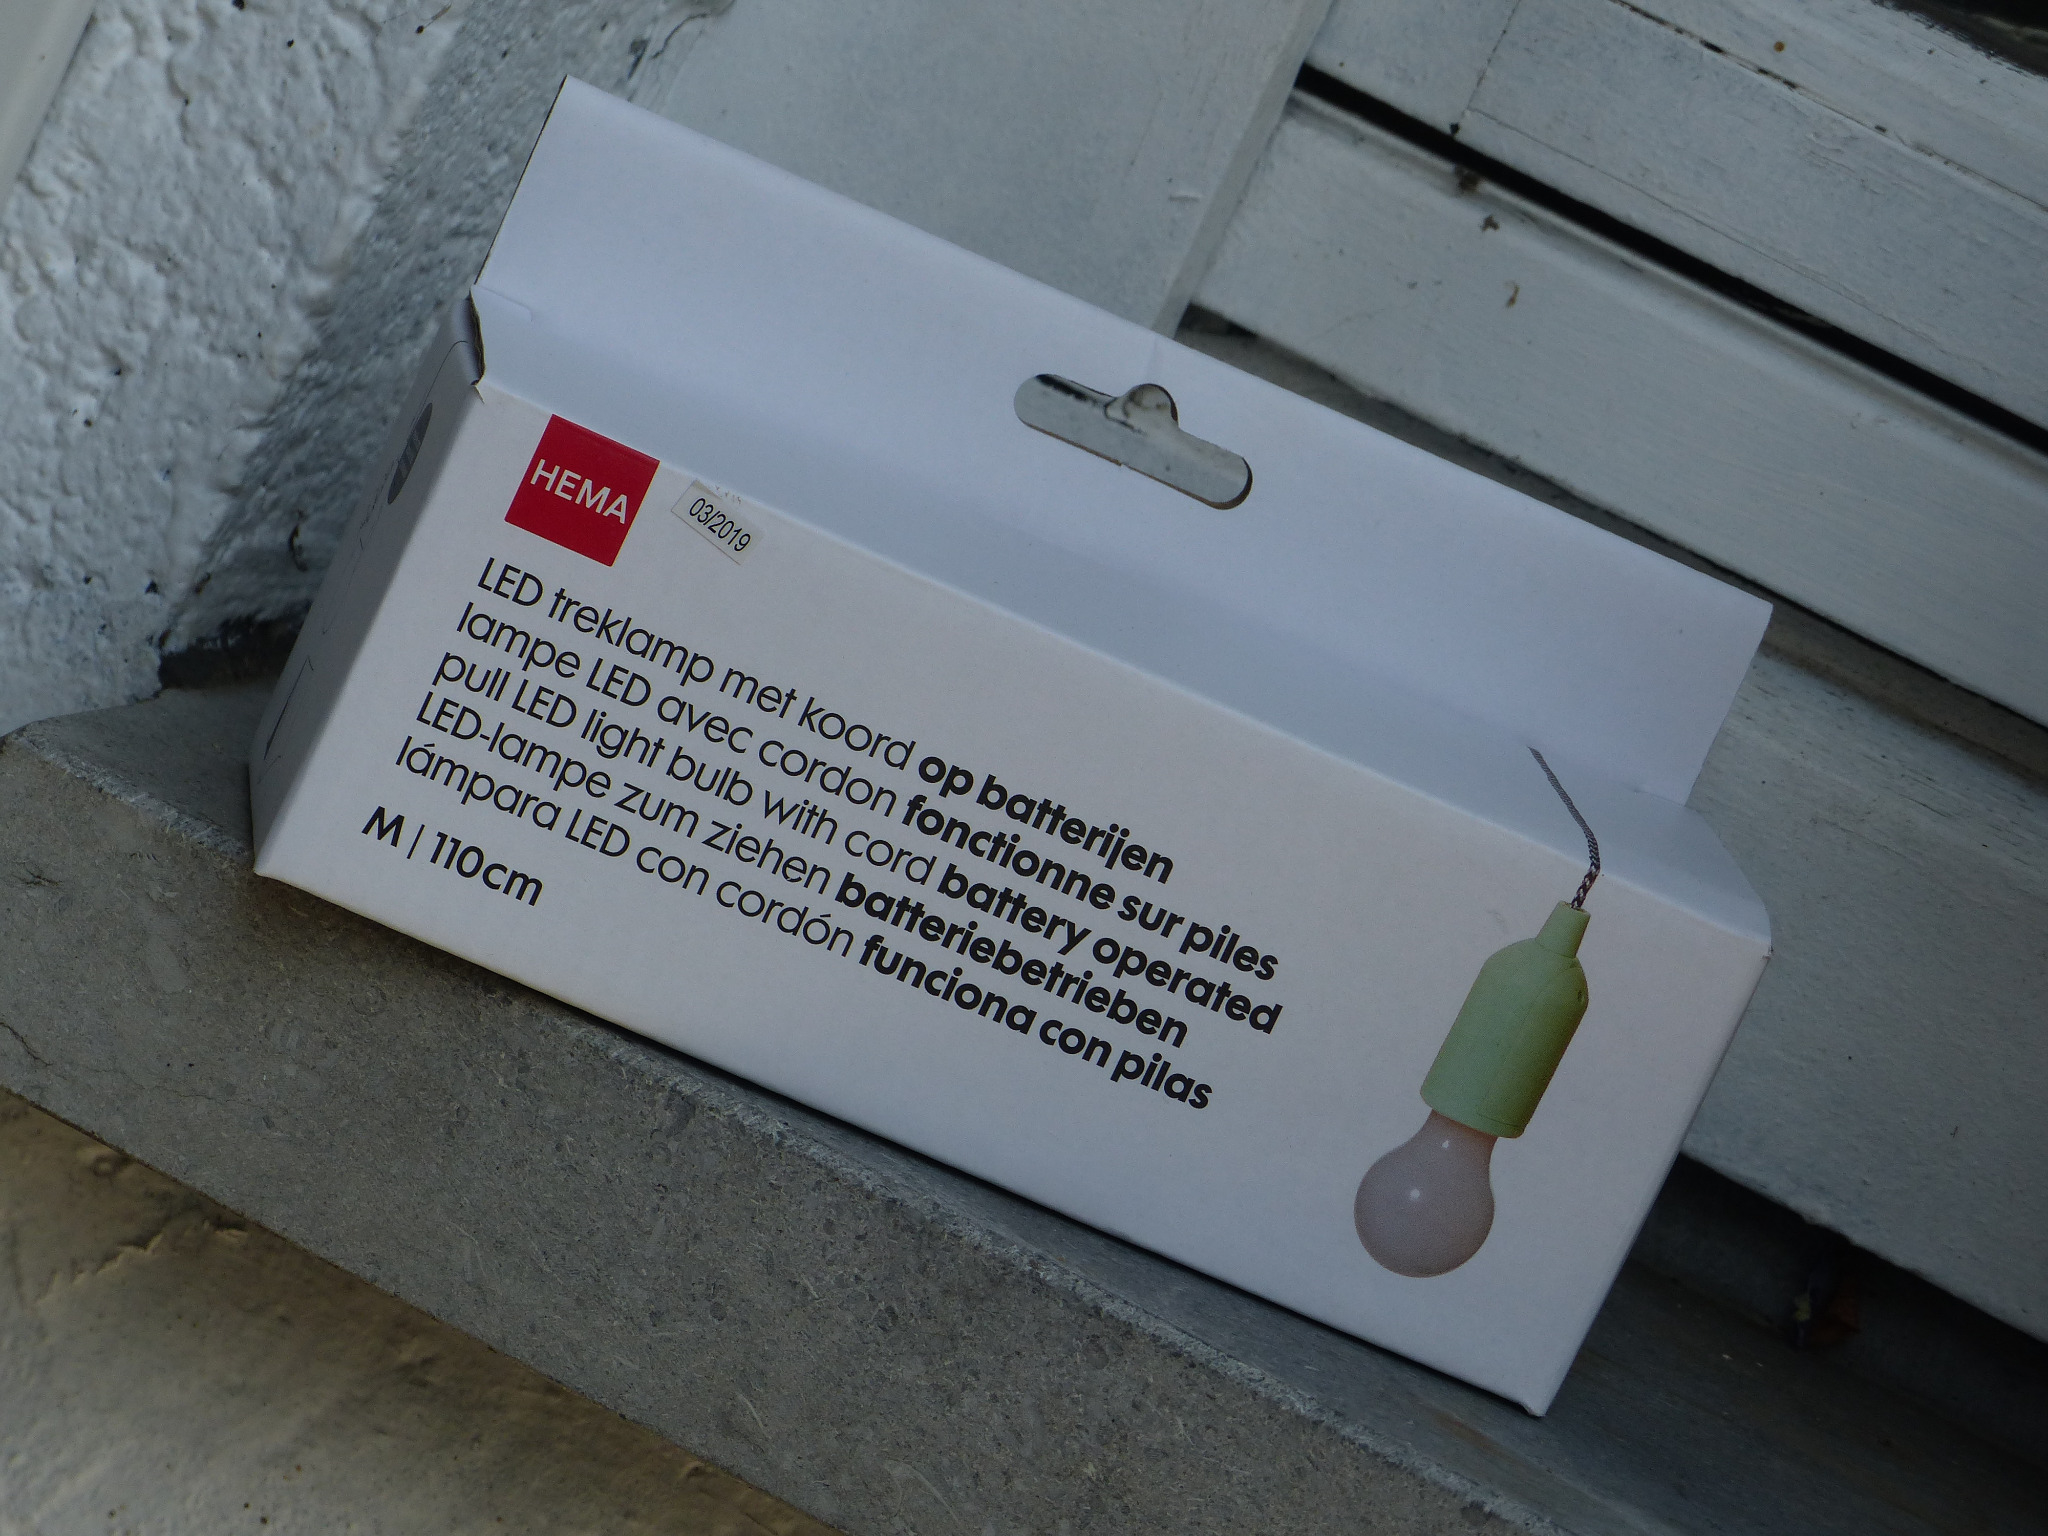 HEMA
03/2019
LED treklamp met koord op batterijen
lampe LED avec cordon fonctionne sur piles
pull LED light bulb with cord battery operated
LED-lampe zum ziehen batteriebetrieben
lámpara LED con cordón funciona con pilas
M | 110cm